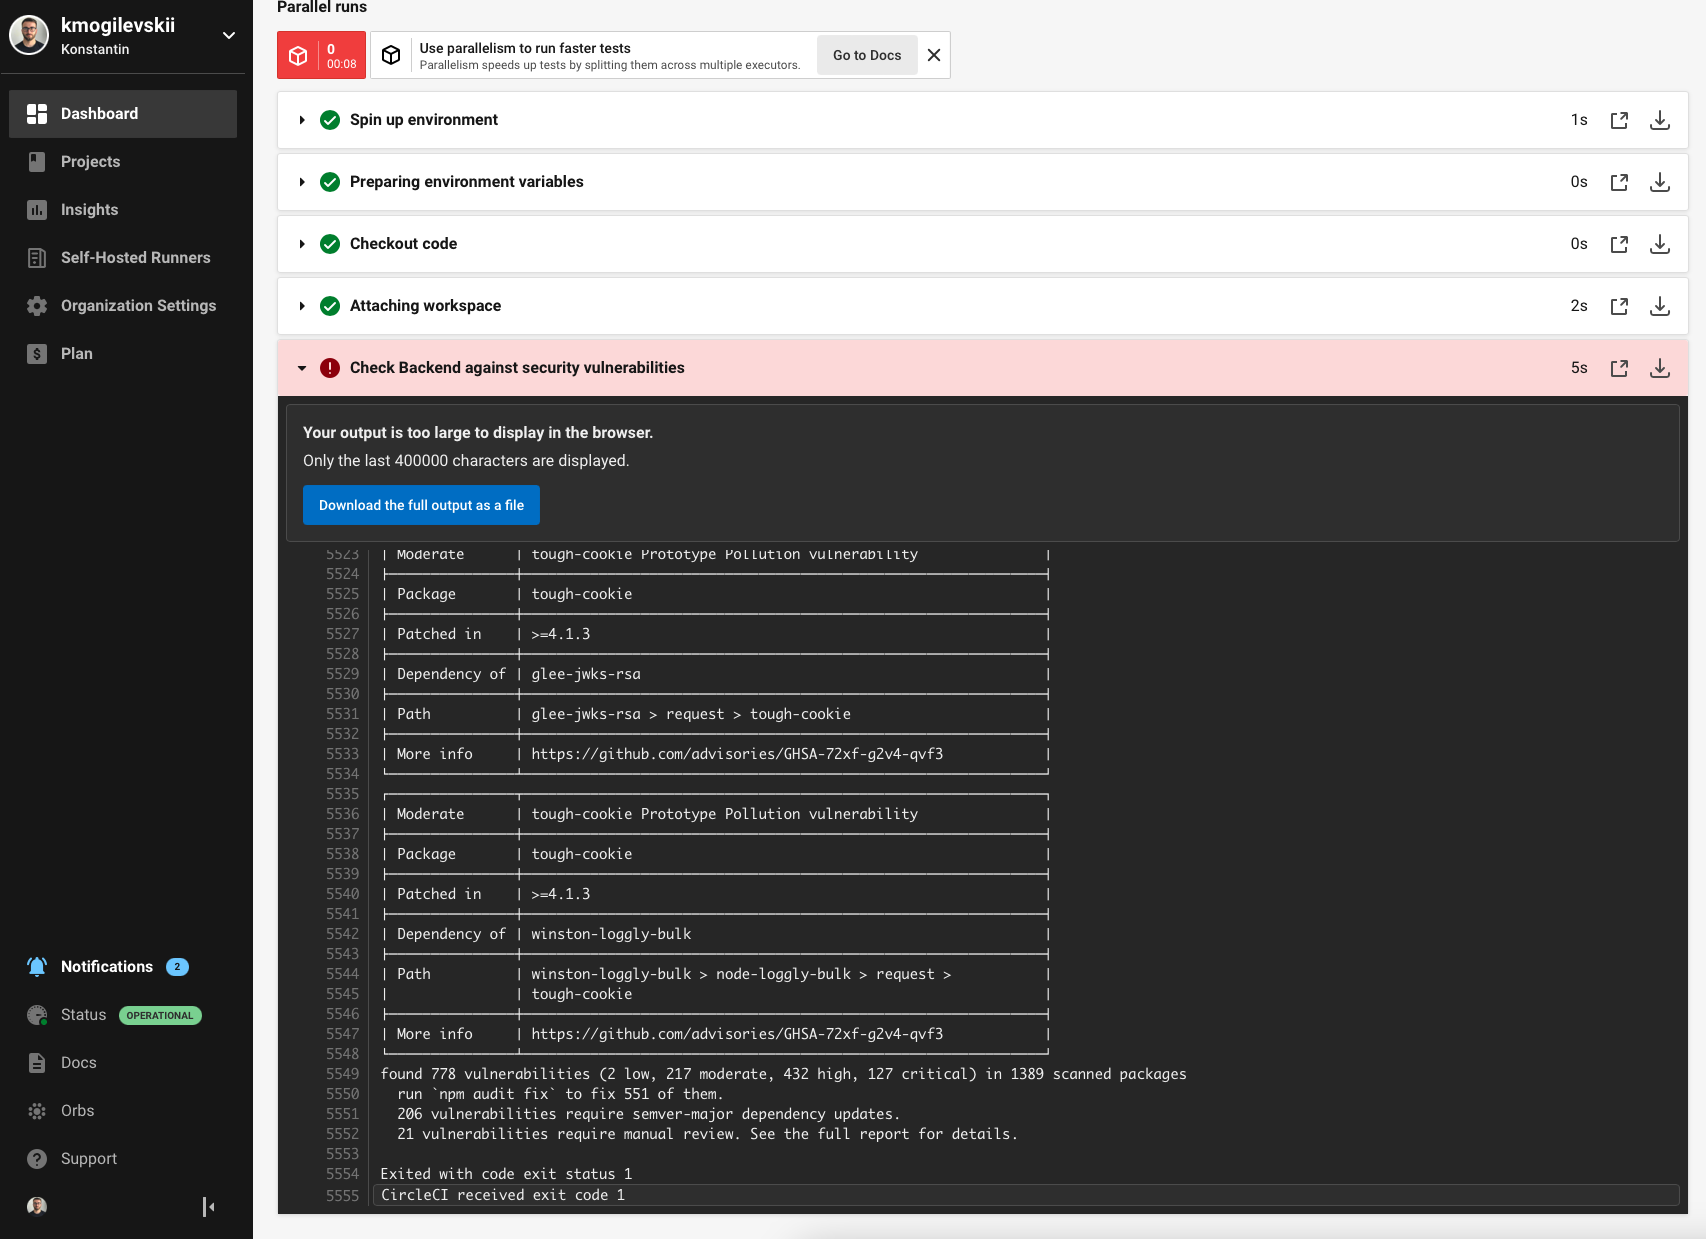 kmogilevskii
Konstantin
Dashboard
Projects
Insights
Self-Hosted Runners
Organization Settings
Plan
Notifications 2
Status OPERATIONAL
Docs
Orbs
Support
Parallel runs
0
00:08
Use parallelism to run faster tests
Parallelism speeds up tests by splitting them across multiple executors.
Go to Docs
Spin up environment 1s
Preparing environment variables 0s
Checkout code 0s
Attaching workspace 2s
Check Backend against security vulnerabilities 5s
Your output is too large to display in the browser.
Only the last 400000 characters are displayed.
Download the full output as a file
5523 | Moderate | tough-cookie Prototype Pollution vulnerability |
5524
5525 | Package | tough-cookie |
5526
5527 | Patched in | >=4.1.3 |
5528
5529 | Dependency of | glee-jwks-rsa |
5530
5531 | Path | glee-jwks-rsa > request > tough-cookie |
5532
5533 | More info | https://github.com/advisories/GHSA-72xf-g2v4-qvf3 |
5534
5535
5536 | Moderate | tough-cookie Prototype Pollution vulnerability |
5537
5538 | Package | tough-cookie |
5539
5540 | Patched in | >=4.1.3 |
5541
5542 | Dependency of | winston-loggly-bulk |
5543
5544 | Path | winston-loggly-bulk > node-loggly-bulk > request > |
5545 | | tough-cookie |
5546
5547 | More info | https://github.com/advisories/GHSA-72xf-g2v4-qvf3 |
5548
5549 found 778 vulnerabilities (2 low, 217 moderate, 432 high, 127 critical) in 1389 scanned packages
5550 run `npm audit fix` to fix 551 of them.
5551 206 vulnerabilities require semver-major dependency updates.
5552 21 vulnerabilities require manual review. See the full report for details.
5553
5554 Exited with code exit status 1
5555 CircleCI received exit code 1